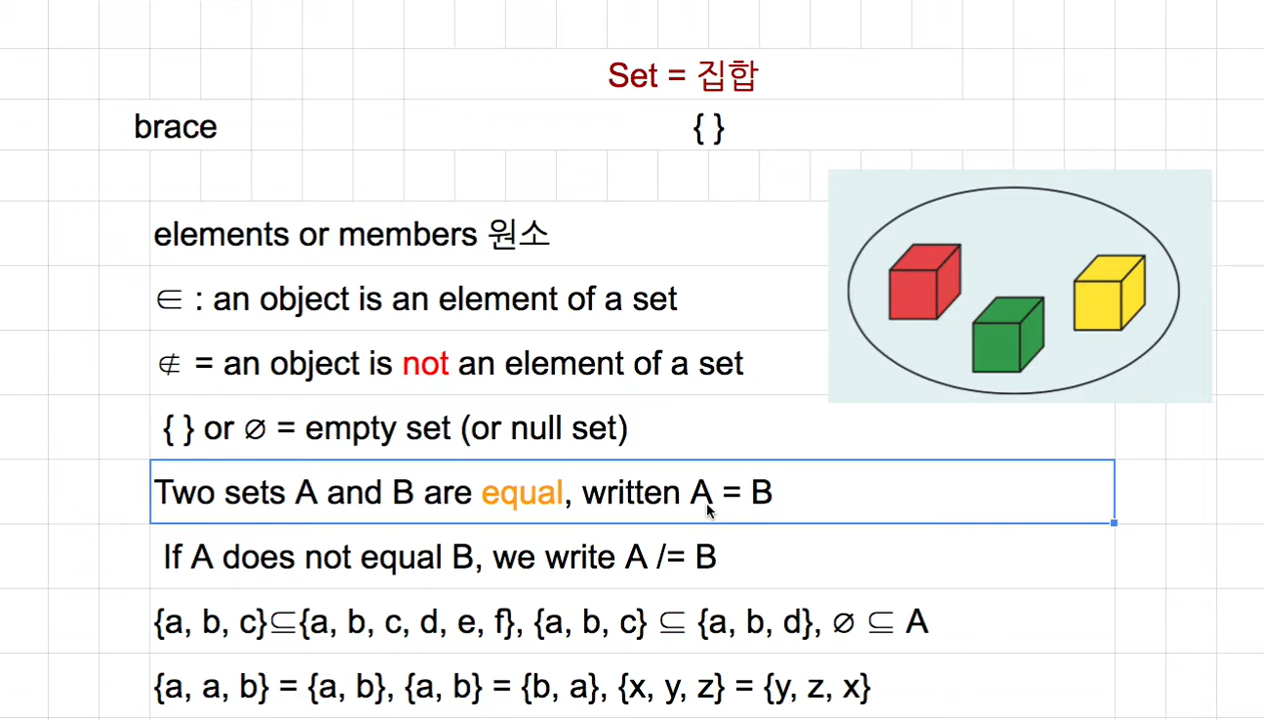 Set = 집합
brace { }
elements or members 원소
∈ : an object is an element of a set
∉ = an object is not an element of a set
{ } or ∅ = empty set (or null set)
Two sets A and B are equal, written A = B
If A does not equal B, we write A /= B
{a, b, c}⊆{a, b, c, d, e, f}, {a, b, c} ⊆ {a, b, d}, ∅ ⊆ A
{a, a, b} = {a, b}, {a, b} = {b, a}, {x, y, z} = {y, z, x}